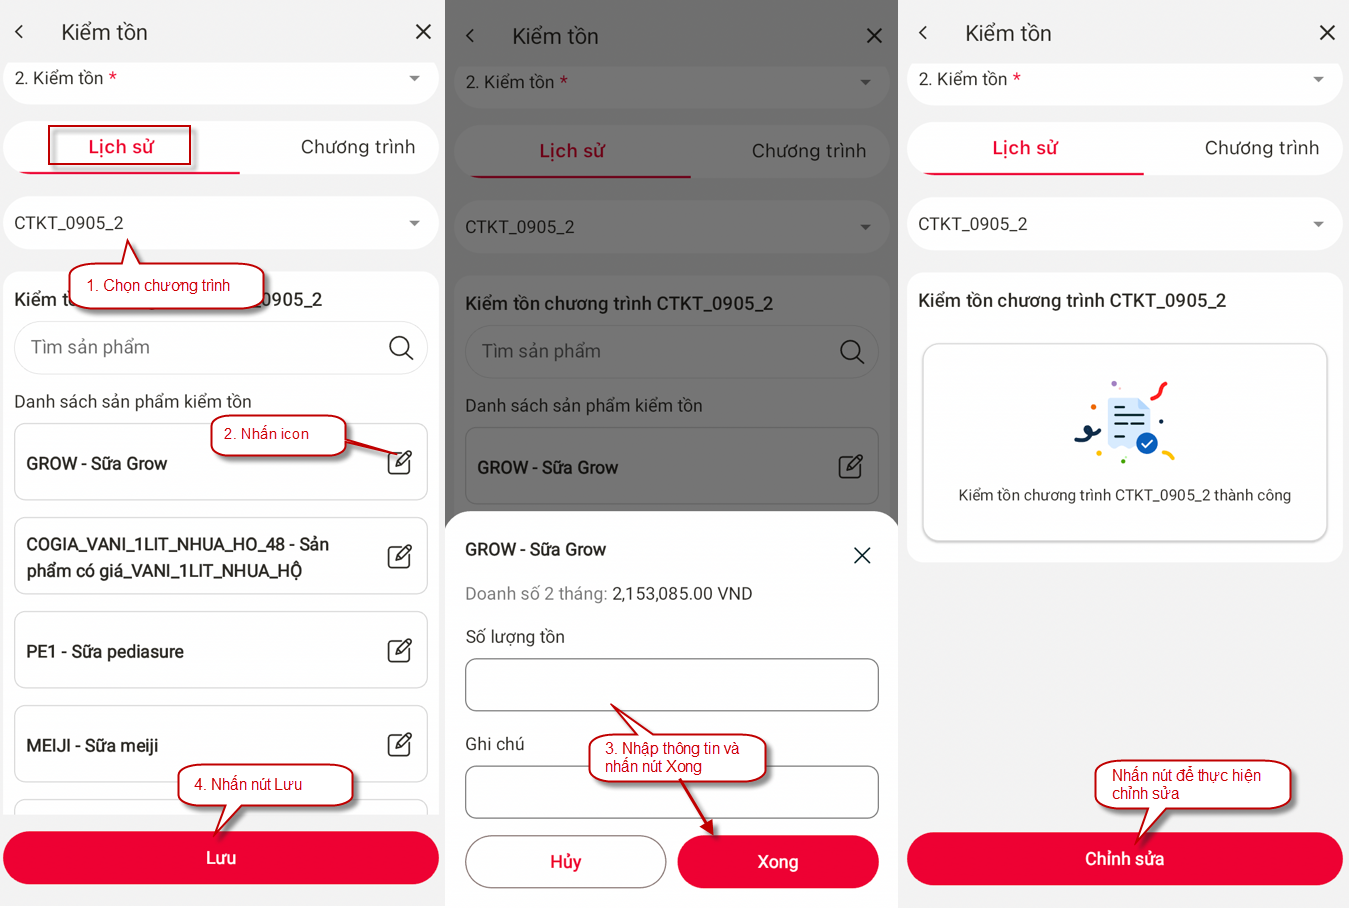 Kiểm tồn
2. Kiểm tồn *
Lịch sử
Chương trình
CTKT_0905_2
1. Chọn chương trình
Kiểm t
0905_2
Tìm sản phẩm
Danh sách sản phẩm kiểm tồn
2. Nhấn icon
GROW - Sữa Grow
COGIA_VANI_1LIT_NHUA_HO_48 - Sản
phẩm có giá_VANI_1LIT_NHUA_HỘ
PE1 - Sữa pediasure
MEIJI - Sữa meiji
4. Nhấn nút Lưu
Lưu
Kiểm tồn
2. Kiểm tồn *
Lịch sử
Chương trình
CTKT_0905_2
Kiểm tồn chương trình CTKT_0905_2
Tìm sản phẩm
Danh sách sản phẩm kiểm tồn
GROW - Sữa Grow
GROW - Sữa Grow
Doanh số 2 tháng: 2,153,085.00 VND
Số lượng tồn
Ghi chú
3. Nhập thông tin và
nhấn nút Xong
Hủy
Xong
Kiểm tồn
2. Kiểm tồn *
Lịch sử
Chương trình
CTKT_0905_2
Kiểm tồn chương trình CTKT_0905_2
Kiểm tồn chương trình CTKT_0905_2 thành công
Nhấn nút để thực hiện
chỉnh sửa
Chỉnh sửa